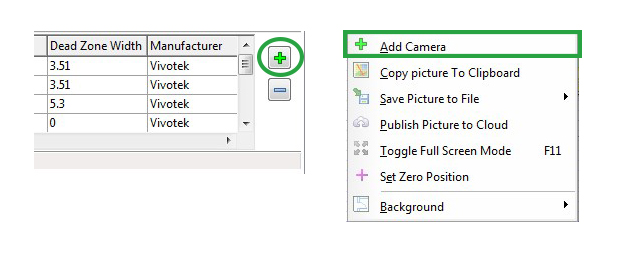 Dead Zone Width Manufacturer
3.51 Vivotek
3.51 Vivotek
5.3 Vivotek
0 Vivotek
Add Camera
Copy picture To Clipboard
Save Picture to File
Publish Picture to Cloud
Toggle Full Screen Mode F11
Set Zero Position
Background